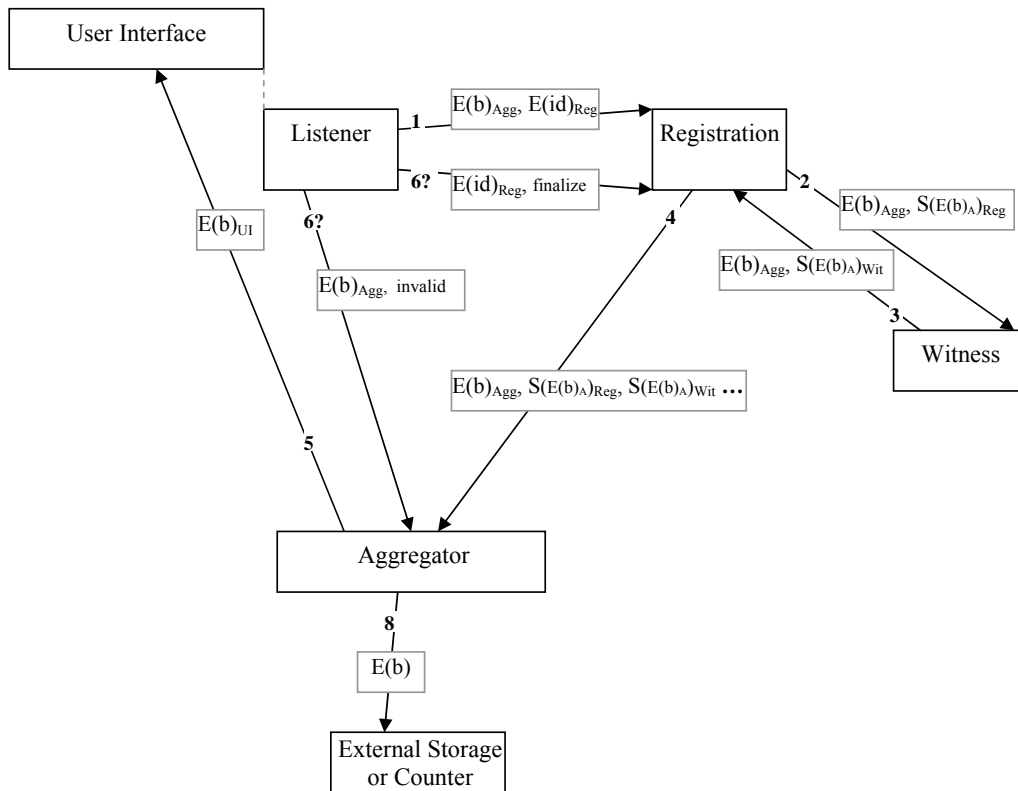 User Interface
Listener
1
E(b)Agg, E(id)Reg
Registration
6?
E(id)Reg, finalize
2
E(b)Agg, S(E(b)A)Reg
6?
E(b)UI
4
E(b)Agg, S(E(b)A)Wit
E(b)Agg, invalid
3
Witness
E(b)Agg, S(E(b)A)Reg, S(E(b)A)Wit ...
5
Aggregator
8
E(b)
External Storage
or Counter